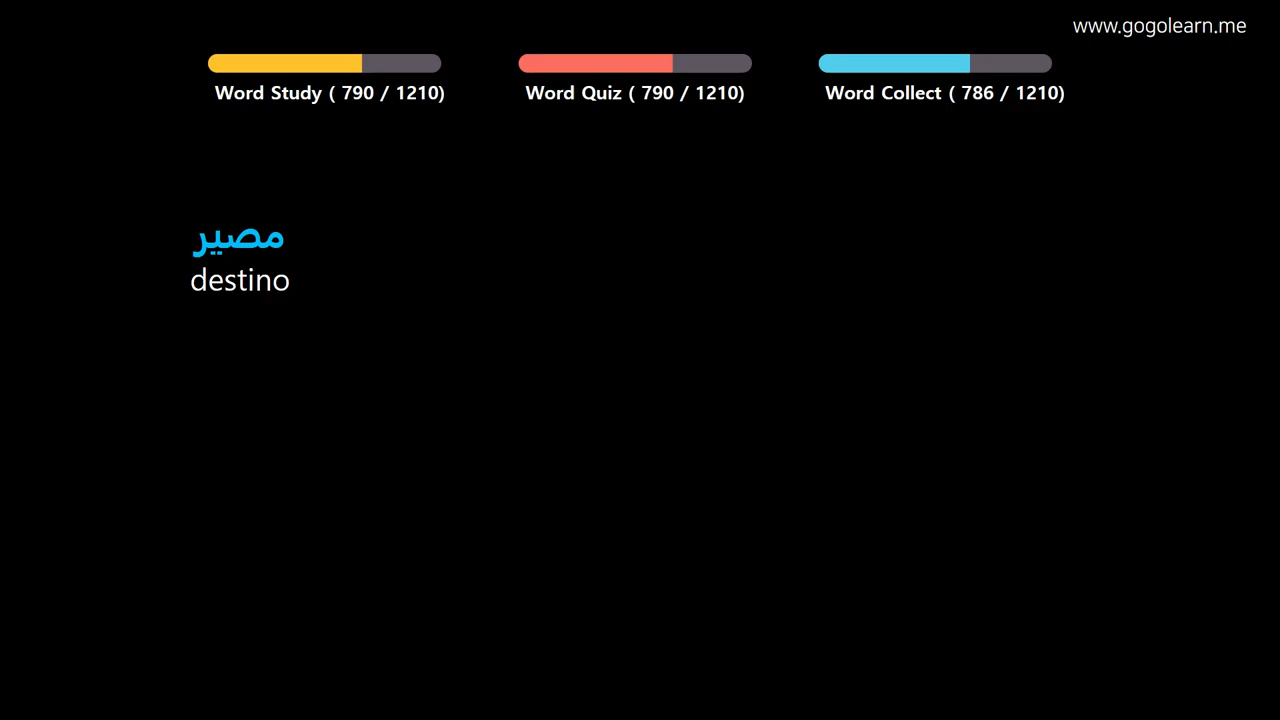 www.gogolearn.me
Word Study ( 790 / 1210)
Word Quiz ( 790 / 1210)
Word Collect ( 786 / 1210)
مصير
destino